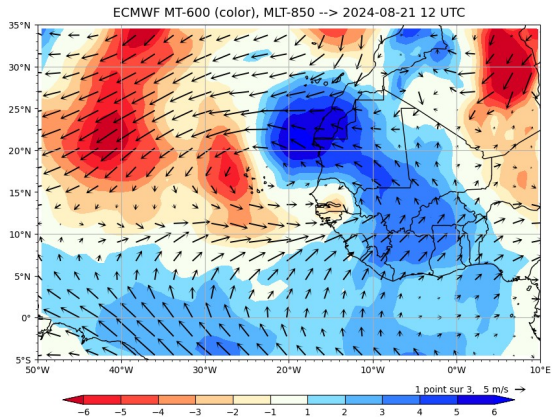 ECMWF MT-600 (color), MLT-850 --> 2024-08-21 12 UTC
35°N
30°N
25°N
20°N
15°N
10°N
5°N
0°
5°S
50°W 40°W 30°W 20°W 10°W 0°W 10°E
1 point sur 3, 5 m/s
−6 −5 −4 −3 −2 −1 1 2 3 4 5 6